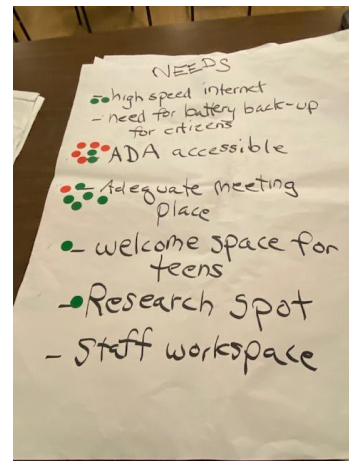 NEEDS
- high speed internet
- need for battery back-up
for citizens
ADA accessible
- Adequate meeting
place
- welcome space for
teens
- Research spot
- Staff workspace